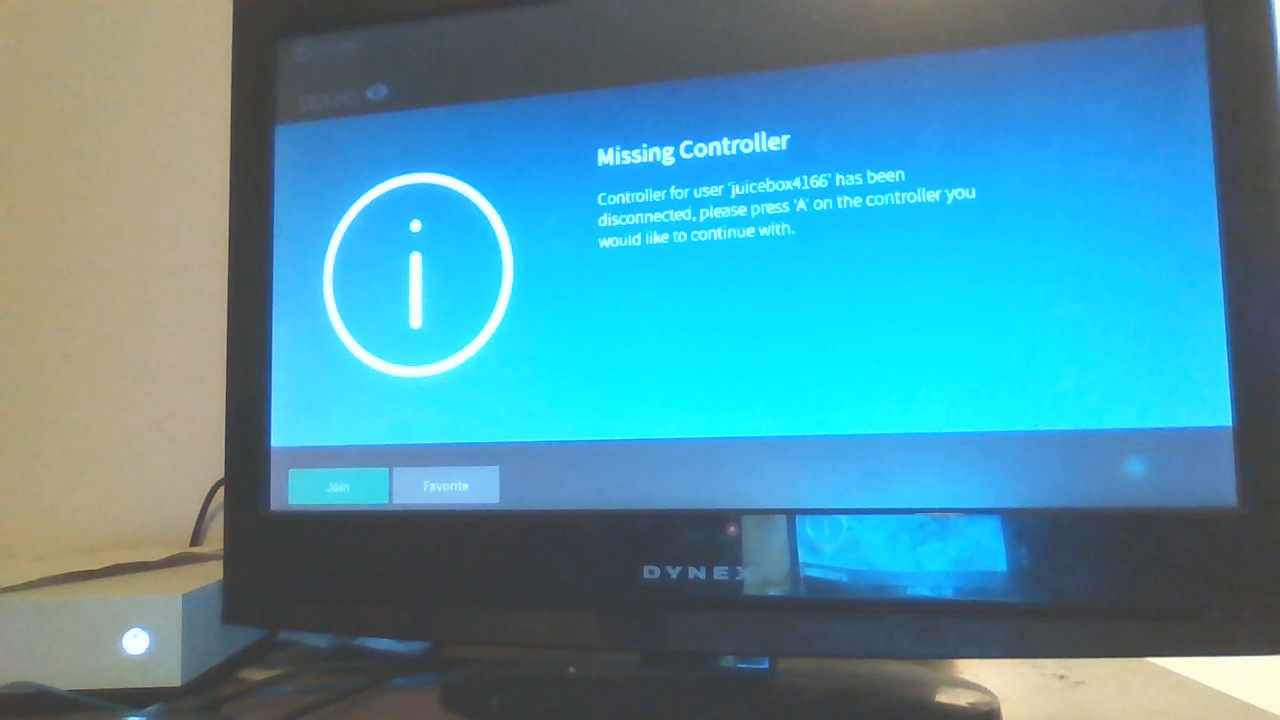 Missing Controller
Controller for user 'juicebox4166' has been
disconnected, please press 'A' on the controller you
would like to continue with.
Join
Favorite
DYNEX